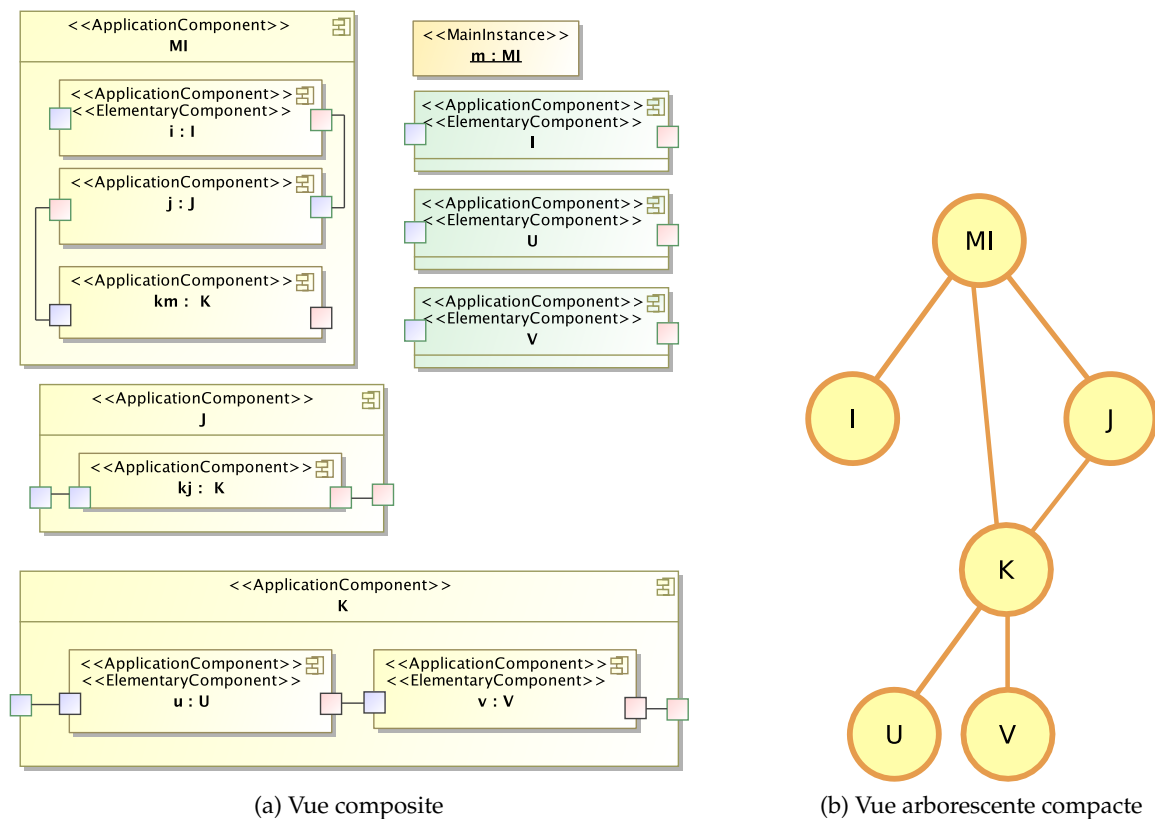 <<ApplicationComponent>>
MI
<<ApplicationComponent>>
<<ElementaryComponent>>
i : I
<<ApplicationComponent>>
j : J
<<ApplicationComponent>>
km : K
<<MainInstance>>
m : MI
<<ApplicationComponent>>
<<ElementaryComponent>>
I
<<ApplicationComponent>>
<<ElementaryComponent>>
U
<<ApplicationComponent>>
<<ElementaryComponent>>
V
<<ApplicationComponent>>
J
<<ApplicationComponent>>
kj : K
<<ApplicationComponent>>
K
<<ApplicationComponent>>
<<ElementaryComponent>>
u : U
<<ApplicationComponent>>
<<ElementaryComponent>>
v : V
(a) Vue composite
MI
I
J
K
U
V
(b) Vue arborescente compacte